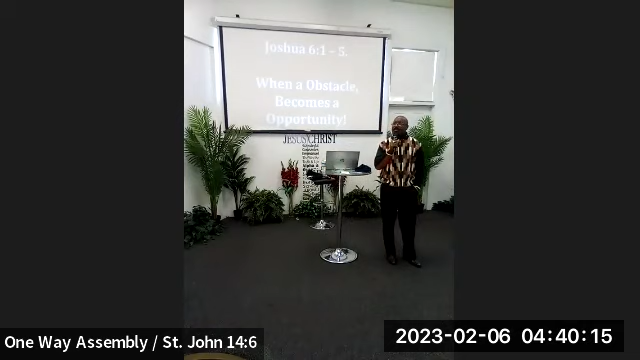 Joshua 6:1 – 5.
When a Obstacle,
Becomes a
Opportunity!
JESUS CHRIST
One Way Assembly / St. John 14:6
2023-02-06 04:40:15